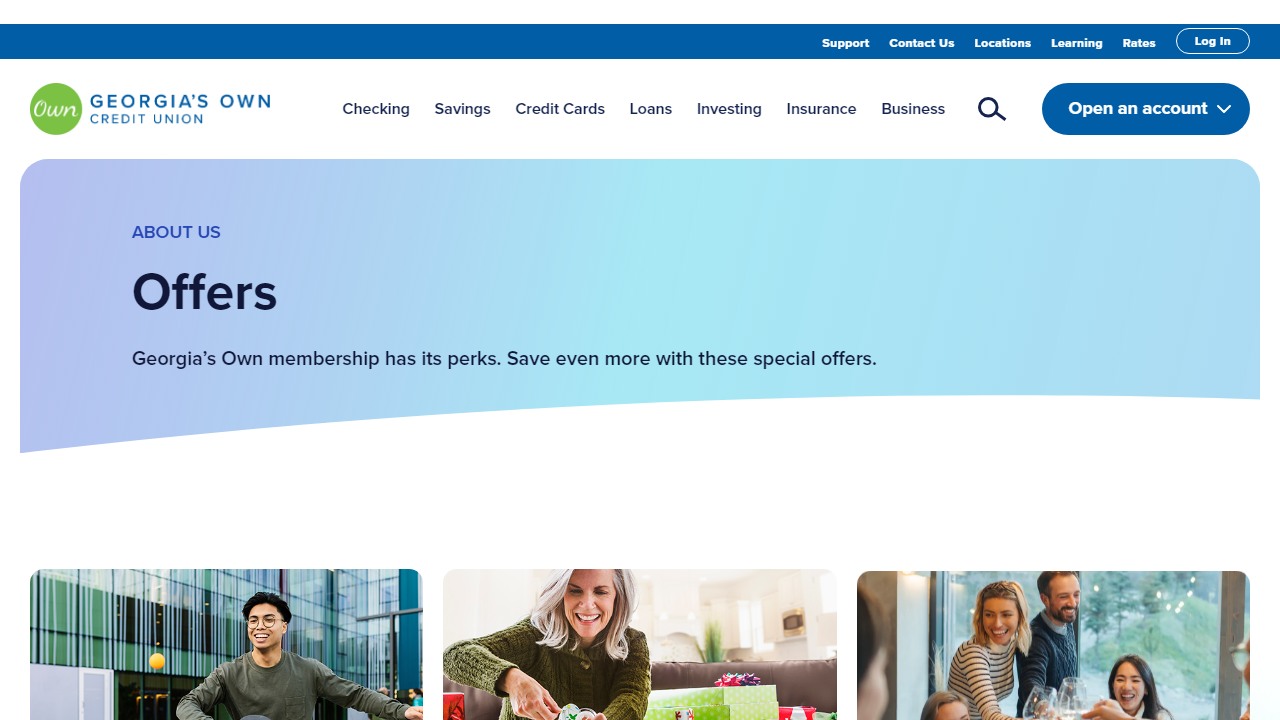 Support Contact Us Locations Learning Rates Log In
Own GEORGIA'S OWN
CREDIT UNION
Checking Savings Credit Cards Loans Investing Insurance Business
Open an account
ABOUT US
Offers
Georgia's Own membership has its perks. Save even more with these special offers.